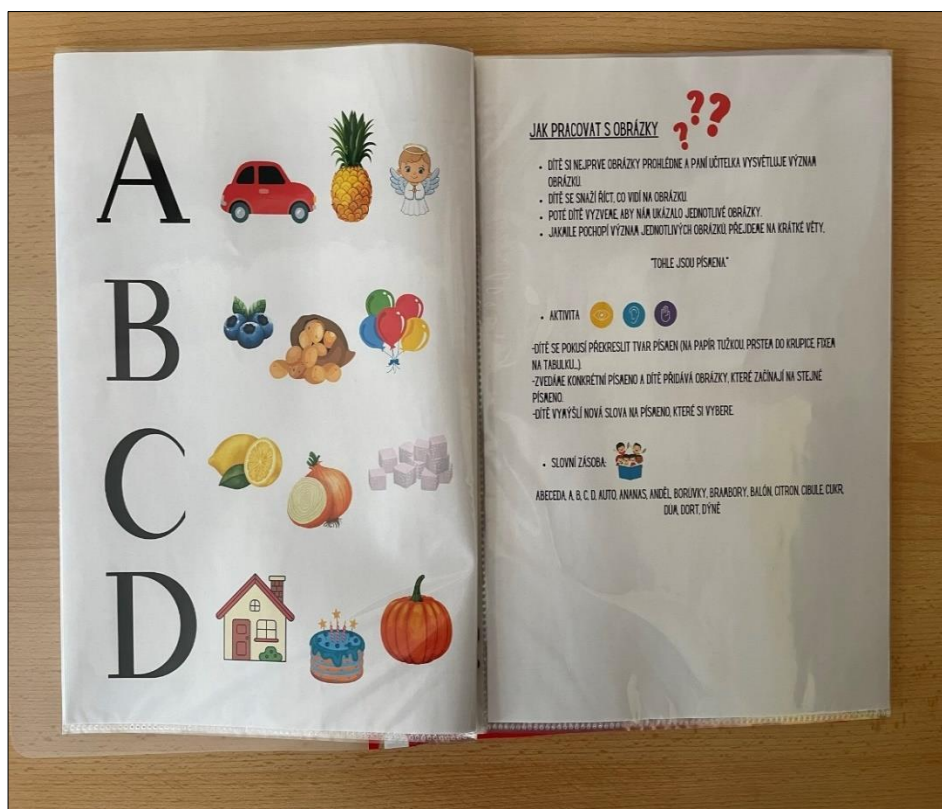 A
B
C
D
JAK PRACOVAT S OBRÁZKY ???
• DÍTĚ SI NEJPRVE OBRÁZKY PROHLÉDNE A PANÍ UČITELKA VYSVĚTLUJE VÝZNAM
OBRÁZKU.
• DÍTĚ SE SNAŽÍ ŘÍCT, CO VIDÍ NA OBRÁZKU.
• POTÉ DÍTĚ VYZVEME, ABY NÁM UKÁZALO JEDNOTLIVÉ OBRÁZKY.
• JAKMILE POCHOPÍ VÝZNAM JEDNOTLIVÝCH OBRÁZKŮ, PŘEJDEME NA KRÁTKÉ VĚTY.
"TOHLE JSOU PÍSMENA."
• AKTIVITA
-DÍTĚ SE POKUSÍ PŘEKRESLIT TVAR PÍSMEN (NA PAPÍR TUŽKOU, PRSTEM DO KRUPICE, FIXEM
NA TABULKU...).
-ZVEDÁME KONKRÉTNÍ PÍSMENO A DÍTĚ PŘIDÁVÁ OBRÁZKY, KTERÉ ZAČÍNAJÍ NA STEJNÉ
PÍSMENO.
-DÍTĚ VYMÝŠLÍ NOVÁ SLOVA NA PÍSMENO, KTERÉ SI VYBERE.
• SLOVNÍ ZÁSOBA:
ABECEDA, A, B, C, D, AUTO, ANANAS, ANDĚL, BORŮVKY, BRAMBORY, BALÓN, CITRON, CIBULE, CUKR,
DŮM, DORT, DÝNĚ